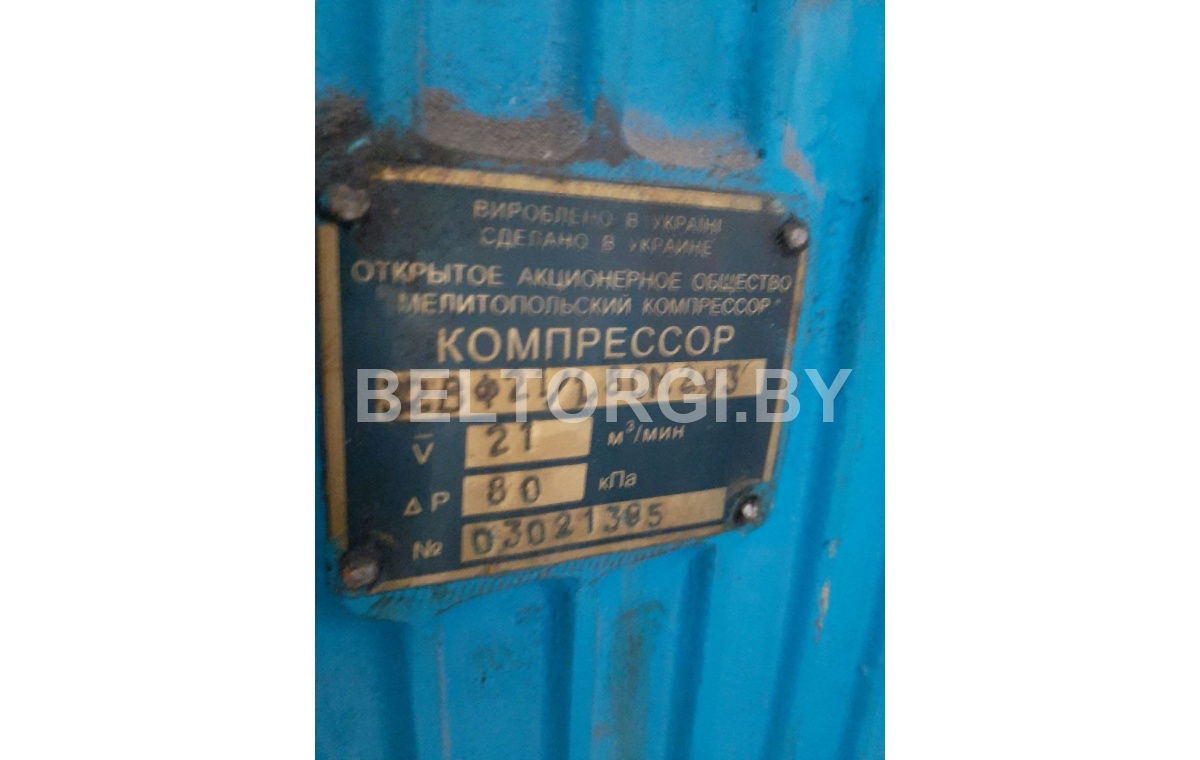 ВИРОБЛЕНО В УКРАЇНІ
СДЕЛАНО В УКРАИНЕ
ОТКРЫТОЕ АКЦИОНЕРНОЕ ОБЩЕСТВО
"МЕЛИТОПОЛЬСКИЙ КОМПРЕССОР"
КОМПРЕССОР
BELTORGI.BY
V 21 м³/мин
ΔP 80 кПа
№ 03021385